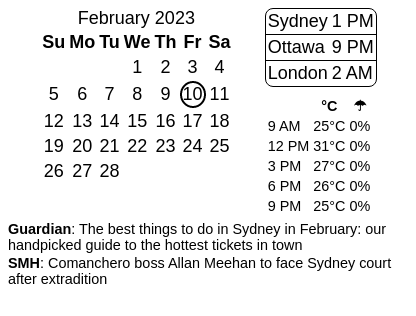 February 2023
Su Mo Tu We Th Fr Sa
1 2 3 4
5 6 7 8 9 10 11
12 13 14 15 16 17 18
19 20 21 22 23 24 25
26 27 28
Sydney 1 PM
Ottawa 9 PM
London 2 AM
°C ☂
9 AM 25°C 0%
12 PM 31°C 0%
3 PM 27°C 0%
6 PM 26°C 0%
9 PM 25°C 0%
Guardian: The best things to do in Sydney in February: our
handpicked guide to the hottest tickets in town
SMH: Comanchero boss Allan Meehan to face Sydney court
after extradition